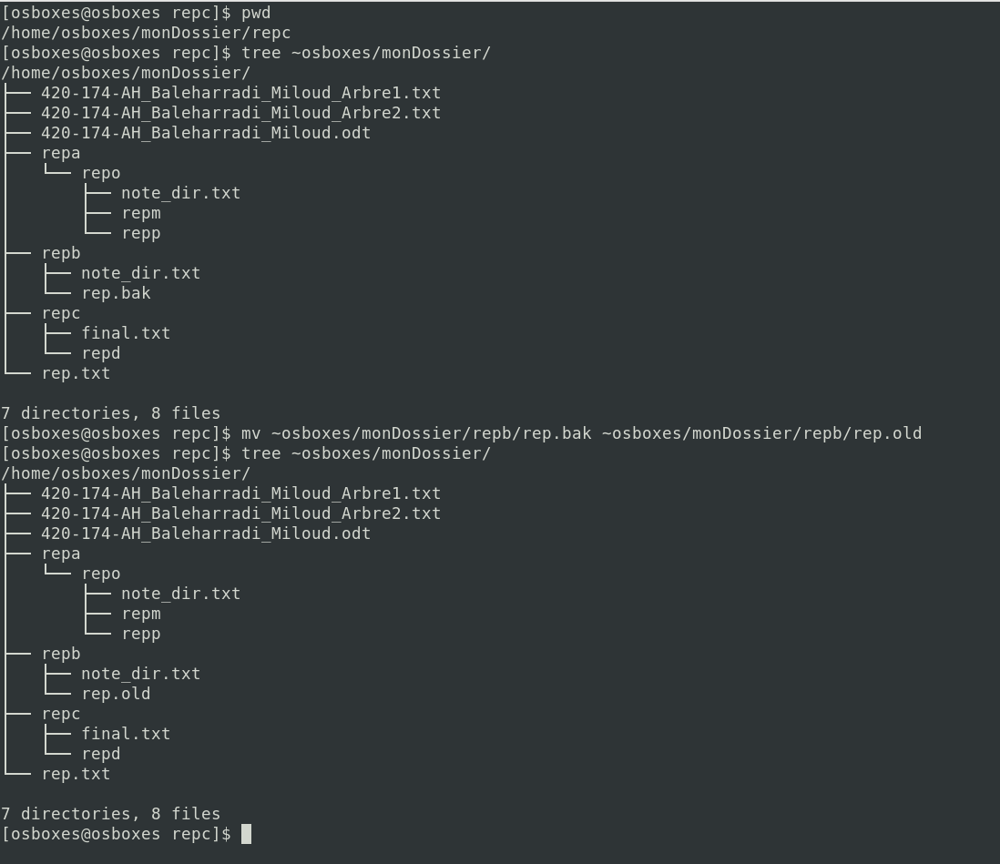 [osboxes@osboxes repc]$ pwd
/home/osboxes/monDossier/repc
[osboxes@osboxes repc]$ tree ~osboxes/monDossier/
/home/osboxes/monDossier/
├── 420-174-AH_Baleharradi_Miloud_Arbre1.txt
├── 420-174-AH_Baleharradi_Miloud_Arbre2.txt
├── 420-174-AH_Baleharradi_Miloud.odt
├── repa
│   └── repo
│       ├── note_dir.txt
│       ├── repm
│       └── repp
├── repb
│   ├── note_dir.txt
│   └── rep.bak
├── repc
│   ├── final.txt
│   └── repd
└── rep.txt

7 directories, 8 files
[osboxes@osboxes repc]$ mv ~osboxes/monDossier/repb/rep.bak ~osboxes/monDossier/repb/rep.old
[osboxes@osboxes repc]$ tree ~osboxes/monDossier/
/home/osboxes/monDossier/
├── 420-174-AH_Baleharradi_Miloud_Arbre1.txt
├── 420-174-AH_Baleharradi_Miloud_Arbre2.txt
├── 420-174-AH_Baleharradi_Miloud.odt
├── repa
│   └── repo
│       ├── note_dir.txt
│       ├── repm
│       └── repp
├── repb
│   ├── note_dir.txt
│   └── rep.old
├── repc
│   ├── final.txt
│   └── repd
└── rep.txt

7 directories, 8 files
[osboxes@osboxes repc]$